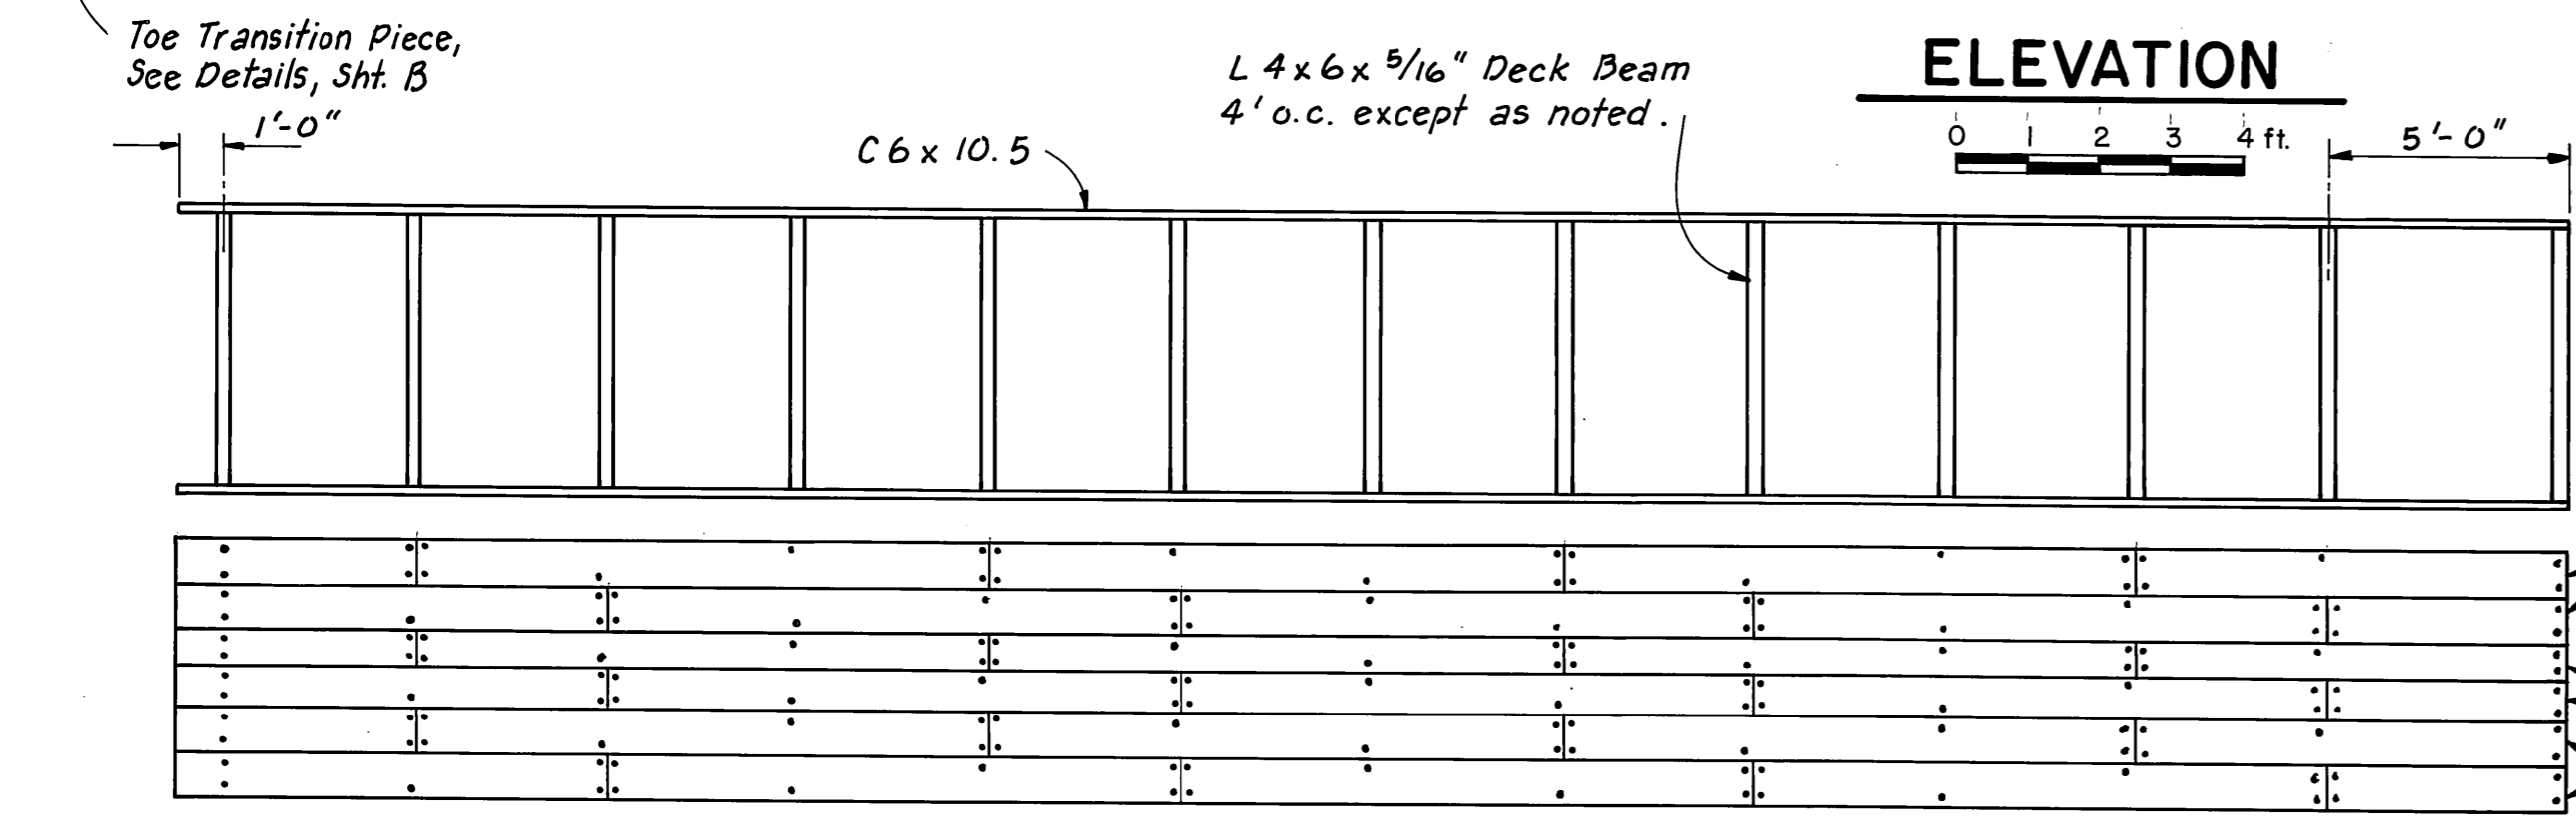 Toe Transition Piece,
See Details, Sht. B
1'-0"
C 6 x 10.5
L 4 x 6 x 5/16" Deck Beam
4' o.c. except as noted.
ELEVATION
0 1 2 3 4 ft.
5'-0"